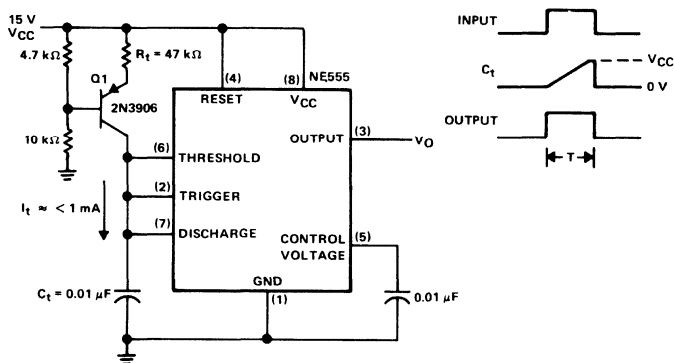 15 V
VCC
4.7 kΩ
Rt = 47 kΩ
Q1
2N3906
10 kΩ
It ≈ < 1 mA
Ct = 0.01 μF
(4)
(8)
NE555
RESET
VCC
OUTPUT
(3)
VO
(6)
THRESHOLD
(2)
TRIGGER
(7)
DISCHARGE
CONTROL
VOLTAGE
(5)
GND
(1)
0.01 μF
INPUT
Ct
VCC
0 V
OUTPUT
T